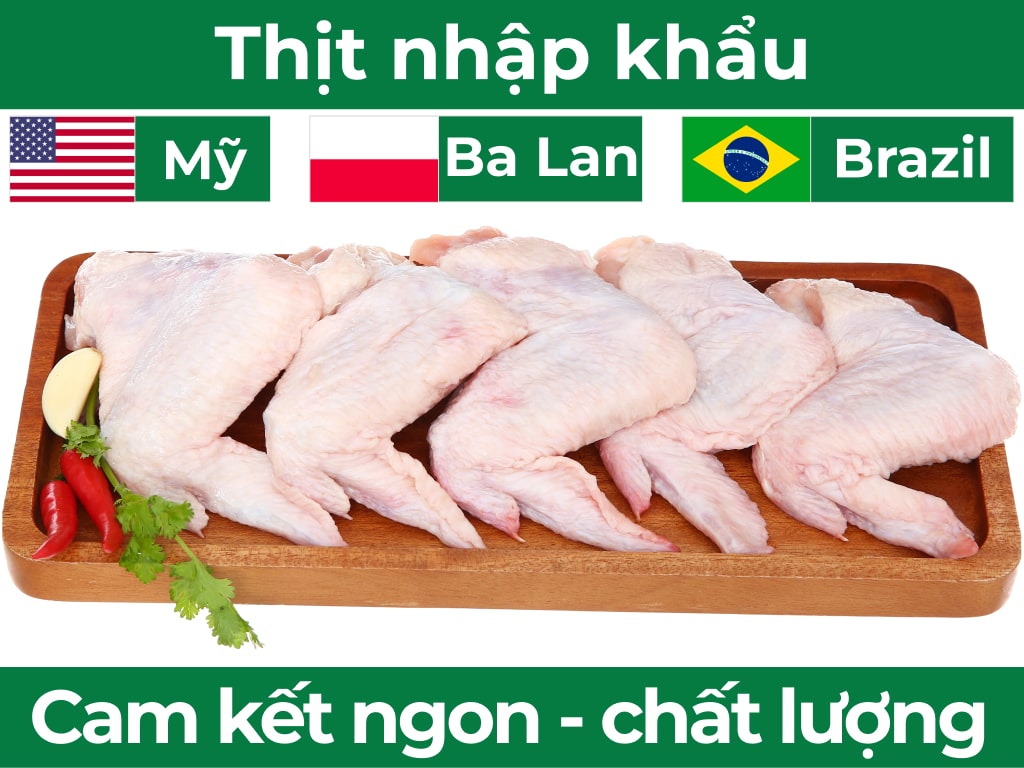 Thịt nhập khẩu
Mỹ
Ba Lan
Brazil
Cam kết ngon - chất lượng